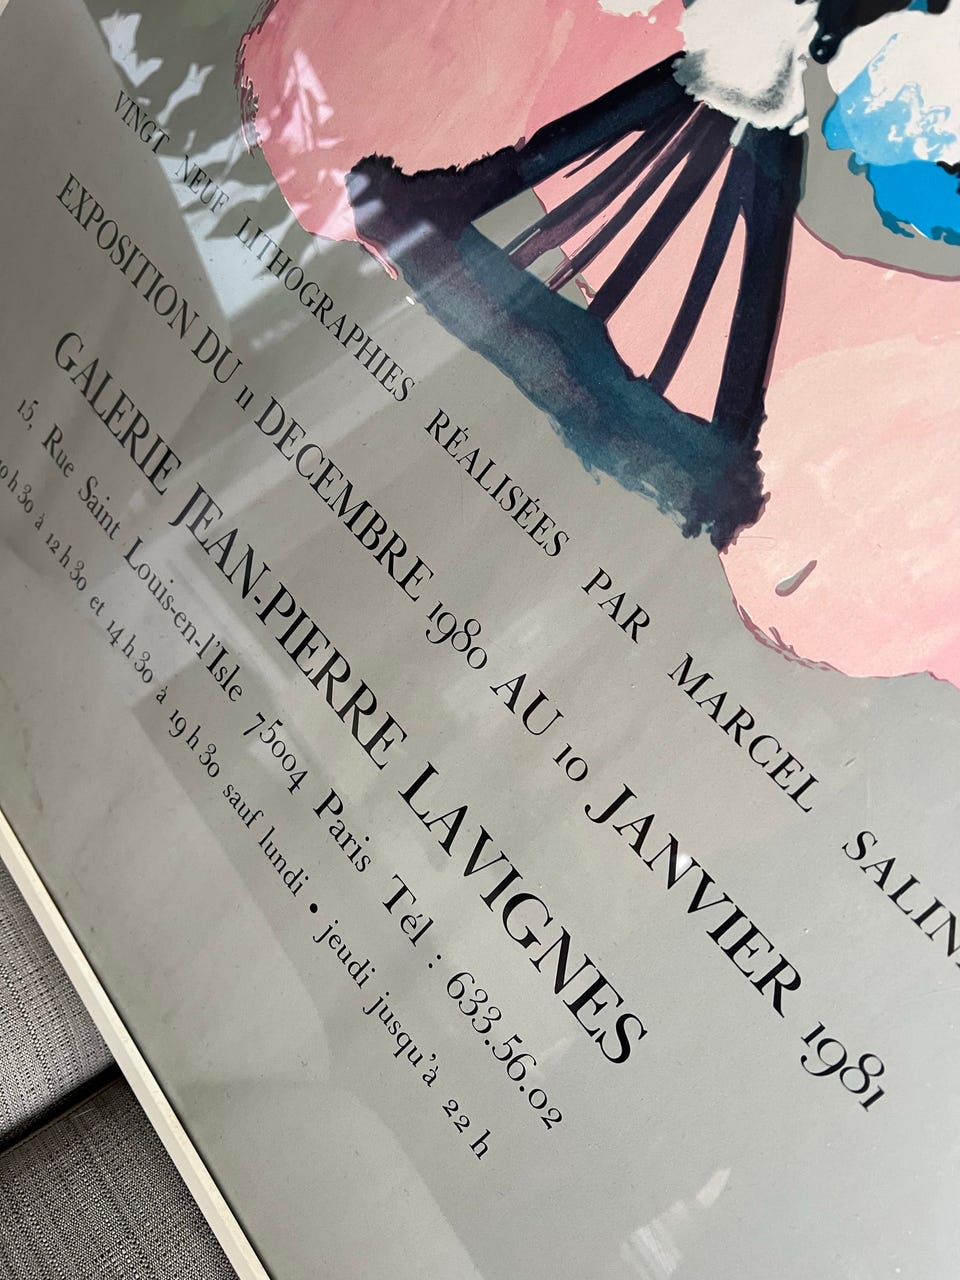 VINGT NEUF LITHOGRAPHIES RÉALISÉES PAR MARCEL
EXPOSITION DU 11 DECEMBRE 1980 AU 10 JANVIER 1981
GALERIE JEAN-PIERRE LAVIGNES
15, Rue Saint Louis-en-l'Isle 75004 Paris Tél : 633.56.02
10 h 30 à 12 h 30 et 14 h 30 à 19 h 30 sauf lundi • jeudi jusqu'à 22 h